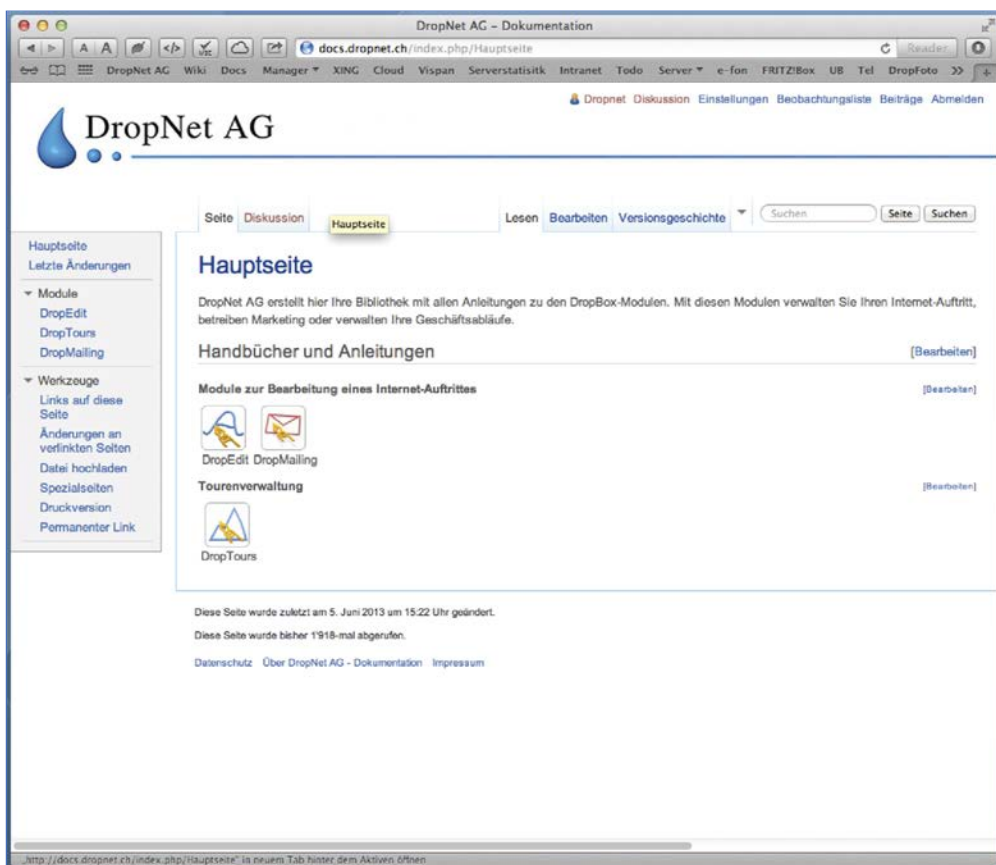 DropNet AG – Dokumentation
A A </> docs.dropnet.ch/index.php/Hauptseite Reader
DropNet AG Wiki Docs Manager XING Cloud Vispan Serverstatisitk Intranet Todo Server e-fon FRITZ!Box UB Tel DropFoto >> +
Dropnet Diskussion Einstellungen Beobachtungsliste Beiträge Abmelden
DropNet AG
Seite Diskussion Hauptseite Lesen Bearbeiten Versionsgeschichte Suchen Seite Suchen
Hauptseite
Letzte Änderungen
Module
DropEdit
DropTours
DropMailing
Werkzeuge
Links auf diese
Seite
Änderungen an
verlinkten Seiten
Datei hochladen
Spezialseiten
Druckversion
Permanenter Link
Hauptseite
DropNet AG erstellt hier Ihre Bibliothek mit allen Anleitungen zu den DropBox-Modulen. Mit diesen Modulen verwalten Sie Ihren Internet-Auftritt,
betreiben Marketing oder verwalten Ihre Geschäftsabläufe.
Handbücher und Anleitungen [Bearbeiten]
Module zur Bearbeitung eines Internet-Auftrittes [Bearbeiten]
DropEdit DropMailing
Tourenverwaltung [Bearbeiten]
DropTours
Diese Seite wurde zuletzt am 5. Juni 2013 um 15:22 Uhr geändert.
Diese Seite wurde bisher 1'918-mal abgerufen.
Datenschutz Über DropNet AG - Dokumentation Impressum
„http://docs.dropnet.ch/index.php/Hauptseite" in neuem Tab hinter dem Aktiven öffnen